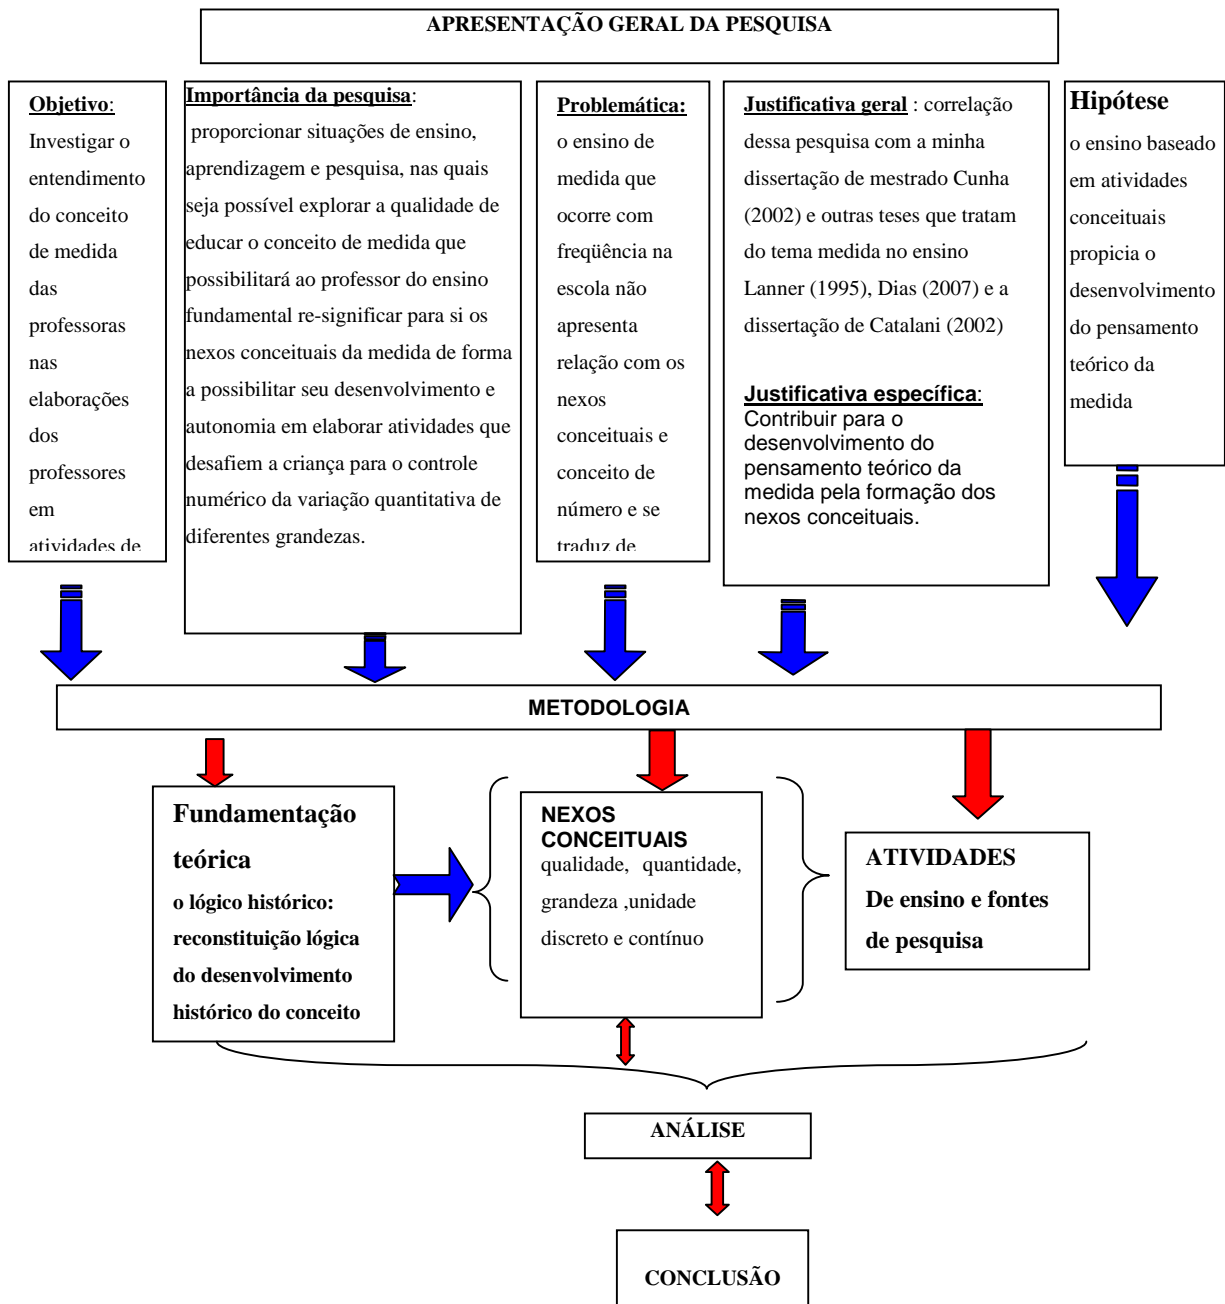 APRESENTAÇÃO GERAL DA PESQUISA
Objetivo:
Investigar o
entendimento
do conceito
de medida
das
professoras
nas
elaborações
dos
professores
em
atividades de
Importância da pesquisa:
proporcionar situações de ensino,
aprendizagem e pesquisa, nas quais
seja possível explorar a qualidade de
educar o conceito de medida que
possibilitará ao professor do ensino
fundamental re-significar para si os
nexos conceituais da medida de forma
a possibilitar seu desenvolvimento e
autonomia em elaborar atividades que
desafiem a criança para o controle
numérico da variação quantitativa de
diferentes grandezas.
Problemática:
o ensino de
medida que
ocorre com
freqüência na
escola não
apresenta
relação com os
nexos
conceituais e
conceito de
número e se
traduz de
Justificativa geral : correlação
dessa pesquisa com a minha
dissertação de mestrado Cunha
(2002) e outras teses que tratam
do tema medida no ensino
Lanner (1995), Dias (2007) e a
dissertação de Catalani (2002)
Justificativa específica:
Contribuir para o
desenvolvimento do
pensamento teórico da
medida pela formação dos
nexos conceituais.
Hipótese
o ensino baseado
em atividades
conceituais
propicia o
desenvolvimento
do pensamento
teórico da
medida
METODOLOGIA
Fundamentação
teórica
o lógico histórico:
reconstituição lógica
do desenvolvimento
histórico do conceito
NEXOS
CONCEITUAIS
qualidade, quantidade,
grandeza ,unidade
discreto e contínuo
ATIVIDADES
De ensino e fontes
de pesquisa
ANÁLISE
CONCLUSÃO